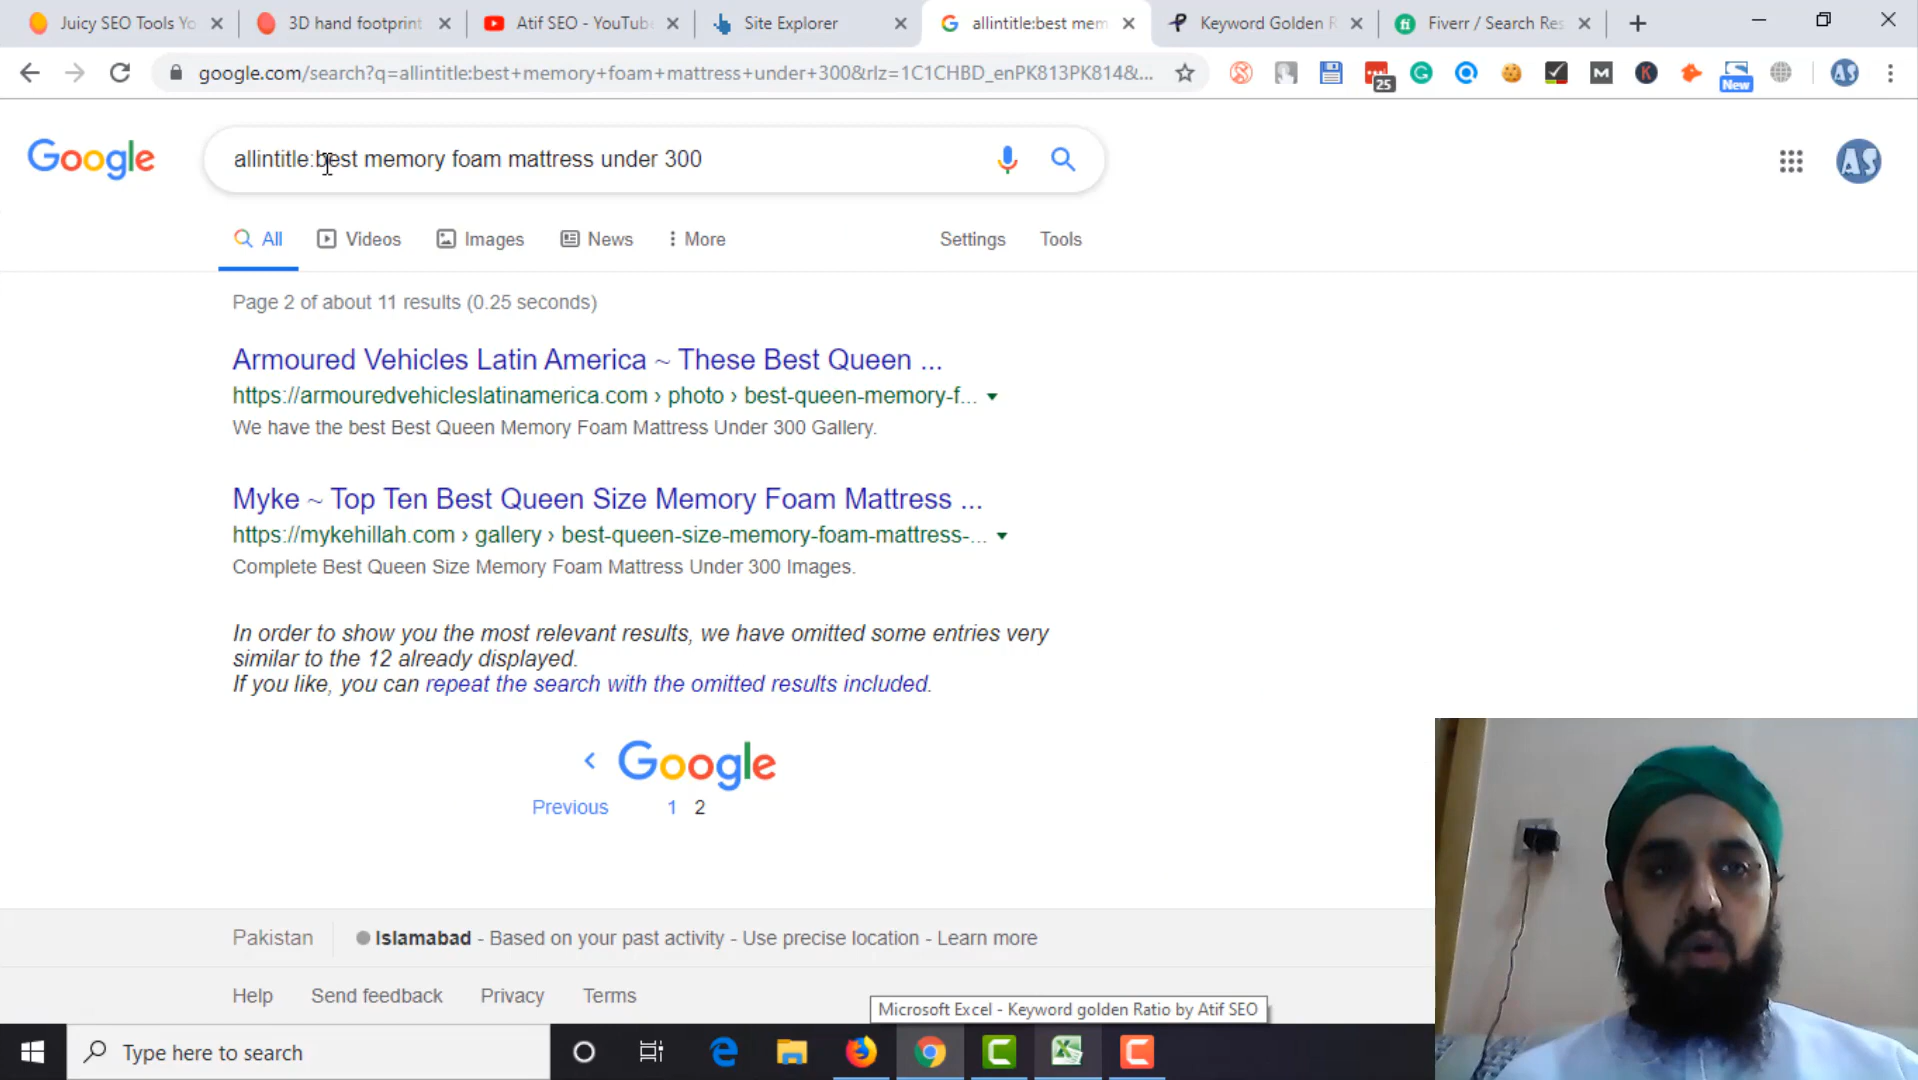 Juicy SEO Tools Yo
3D hand footprint
Atif SEO - YouTube
Site Explorer
allintitle:best mem
Keyword Golden R
Fiverr / Search Res
google.com/search?q=allintitle:best+memory+foam+mattress+under+300&rlz=1C1CHBD_enPK813PK814&...
25
New
AS
Google
allintitle:best memory foam mattress under 300
AS
All
Videos
Images
News
More
Settings
Tools
Page 2 of about 11 results (0.25 seconds)
Armoured Vehicles Latin America ~ These Best Queen ...
https://armouredvehicleslatinamerica.com › photo › best-queen-memory-f...
We have the best Best Queen Memory Foam Mattress Under 300 Gallery.
Myke ~ Top Ten Best Queen Size Memory Foam Mattress ...
https://mykehillah.com › gallery › best-queen-size-memory-foam-mattress-...
Complete Best Queen Size Memory Foam Mattress Under 300 Images.
In order to show you the most relevant results, we have omitted some entries very
similar to the 12 already displayed.
If you like, you can repeat the search with the omitted results included.
Google
Previous 1 2
Pakistan
Islamabad - Based on your past activity - Use precise location - Learn more
Help Send feedback Privacy Terms
Microsoft Excel - Keyword golden Ratio by Atif SEO
Type here to search